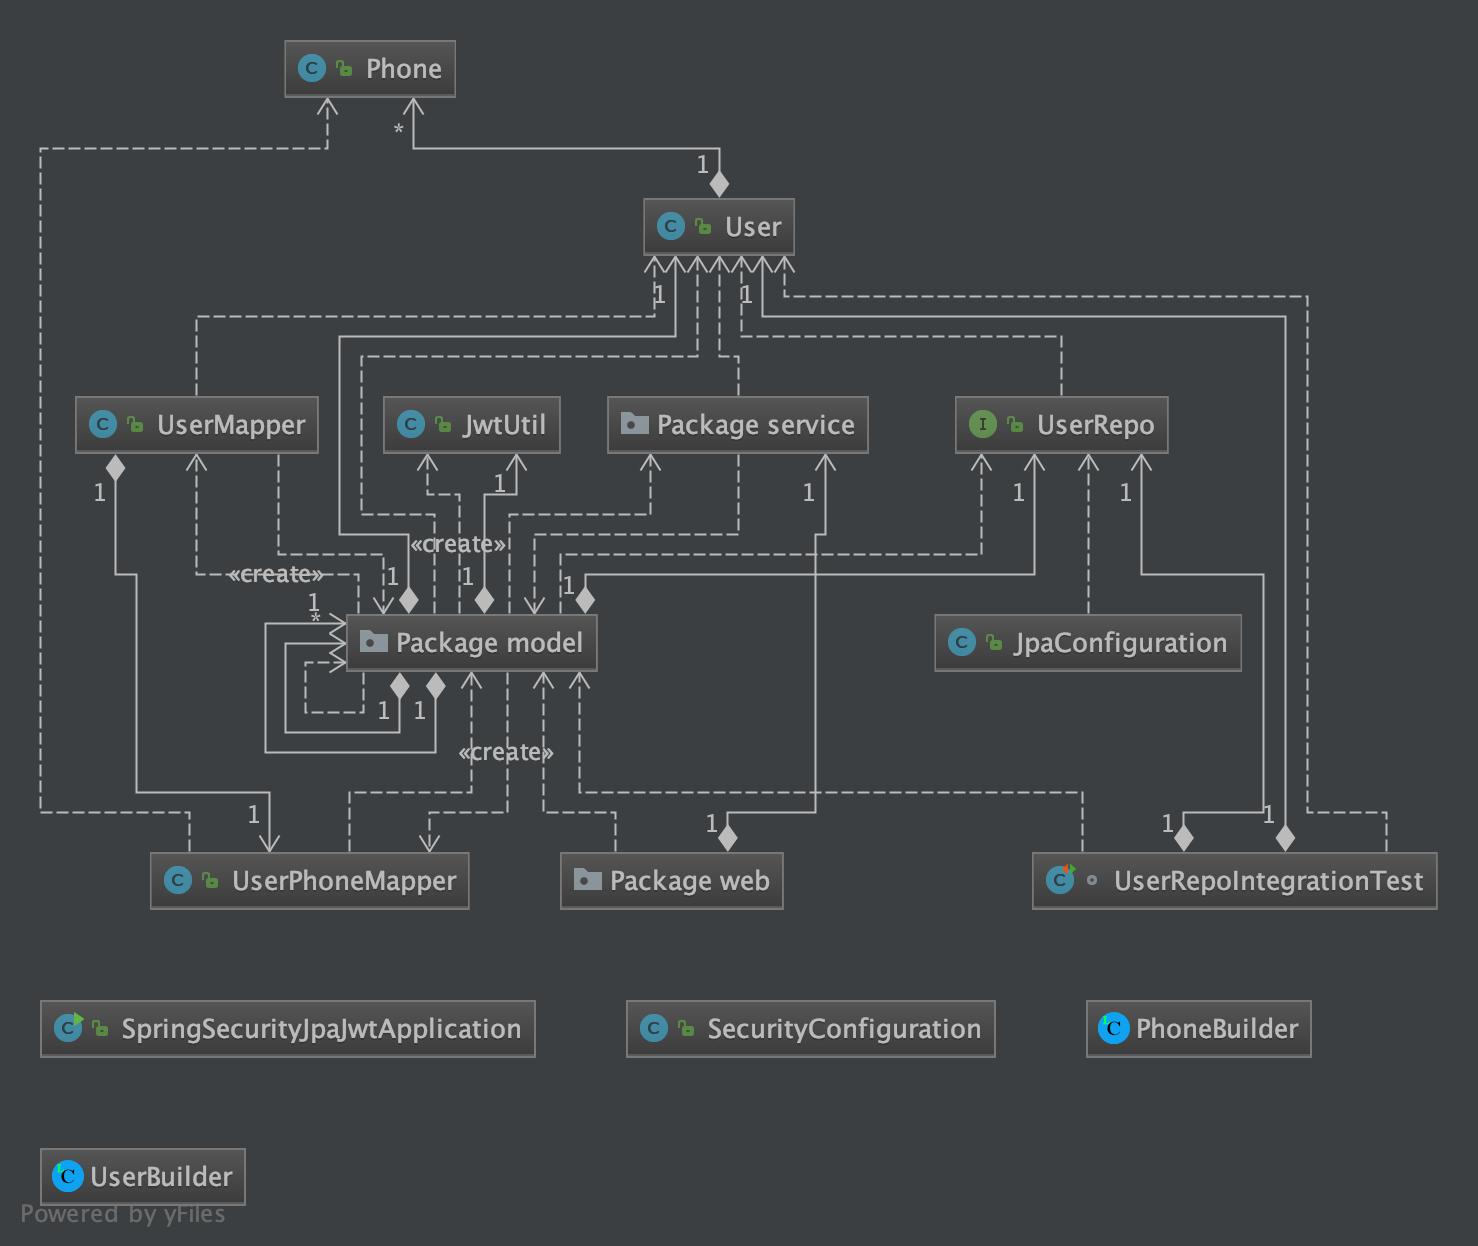 Phone
*
1
User
1
1
UserMapper
JwtUtil
Package service
UserRepo
1
1
1
1
1
«create»
«create»
1
1
1
1
*
Package model
JpaConfiguration
1
1
«create»
1
1
1
1
UserPhoneMapper
Package web
UserRepoIntegrationTest
SpringSecurityJpaJwtApplication
SecurityConfiguration
PhoneBuilder
UserBuilder
Powered by yFiles